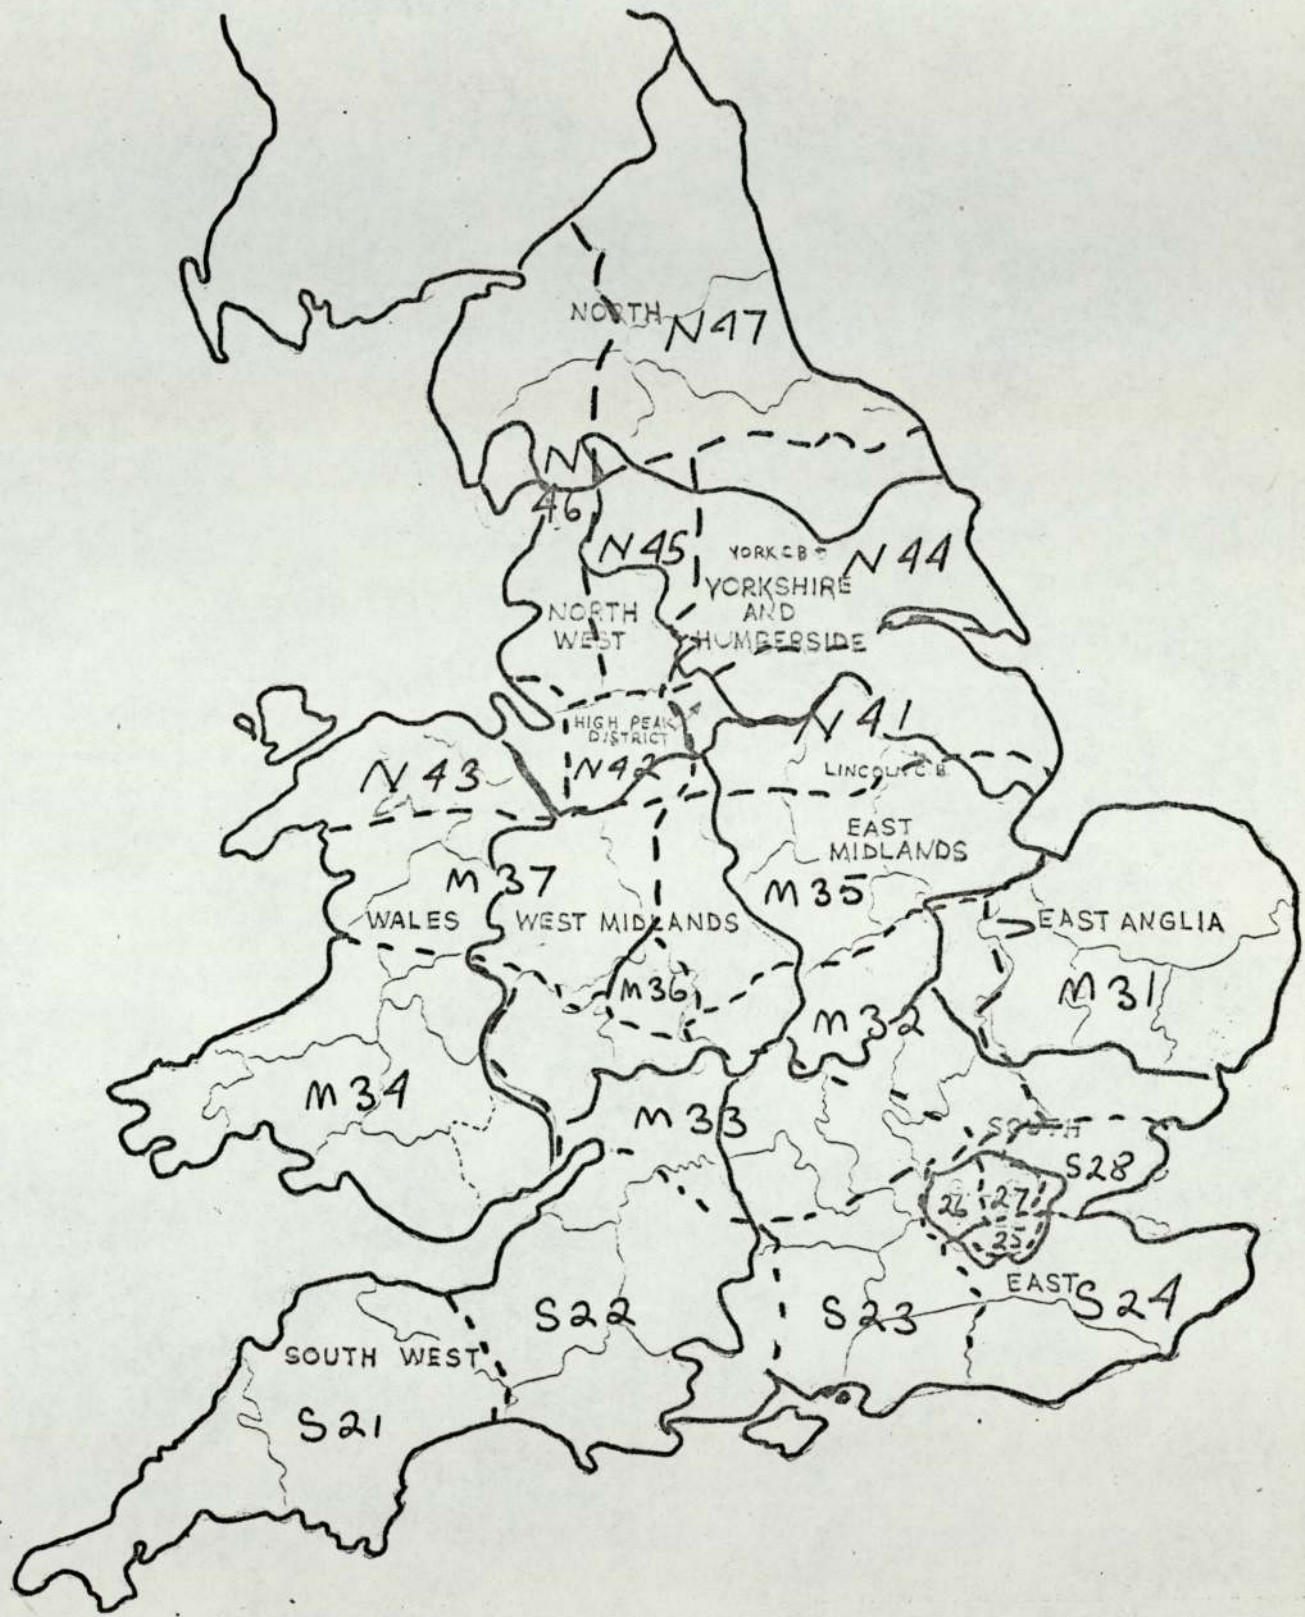 NORTH
N47
N
46
N45
YORK C B
N44
YORKSHIRE
AND
HUMBERSIDE
NORTH
WEST
HIGH PEAK
DISTRICT
N41
N43
N42
LINCOLN C.B.
EAST
MIDLANDS
M37
M35
WALES
WEST MIDLANDS
EAST ANGLIA
M36
M31
M32
M34
M33
SOUTH
S28
26
27
25
EAST
S24
S22
S23
SOUTH WEST
S21